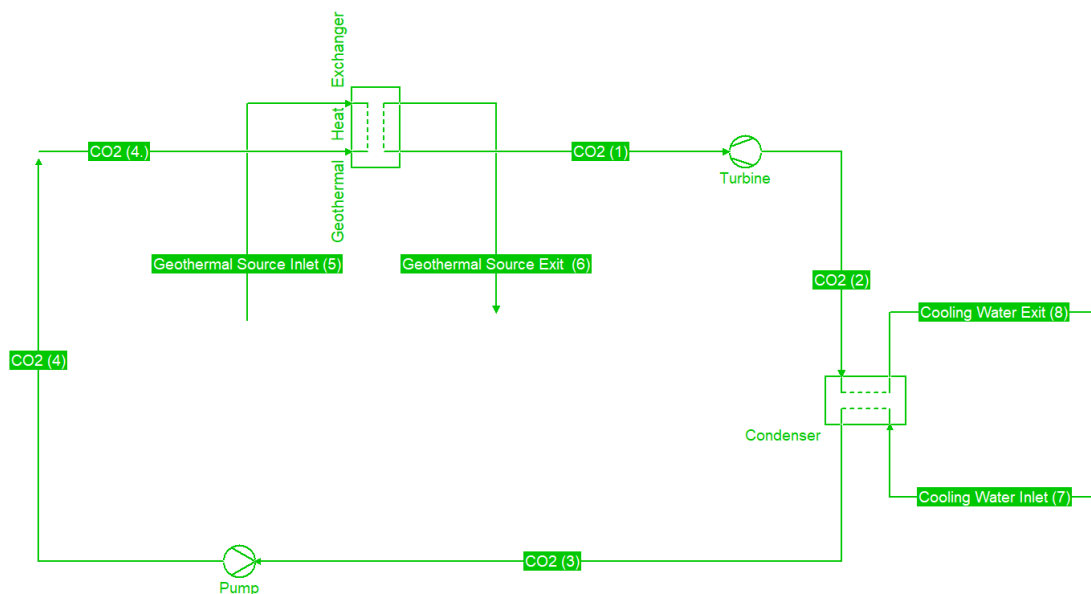 Geothermal Heat Exchanger
CO2 (4.)
CO2 (1)
Turbine
Geothermal Source Inlet (5)
Geothermal Source Exit  (6)
CO2 (2)
Cooling Water Exit (8)
CO2 (4)
Condenser
Cooling Water Inlet (7)
CO2 (3)
Pump